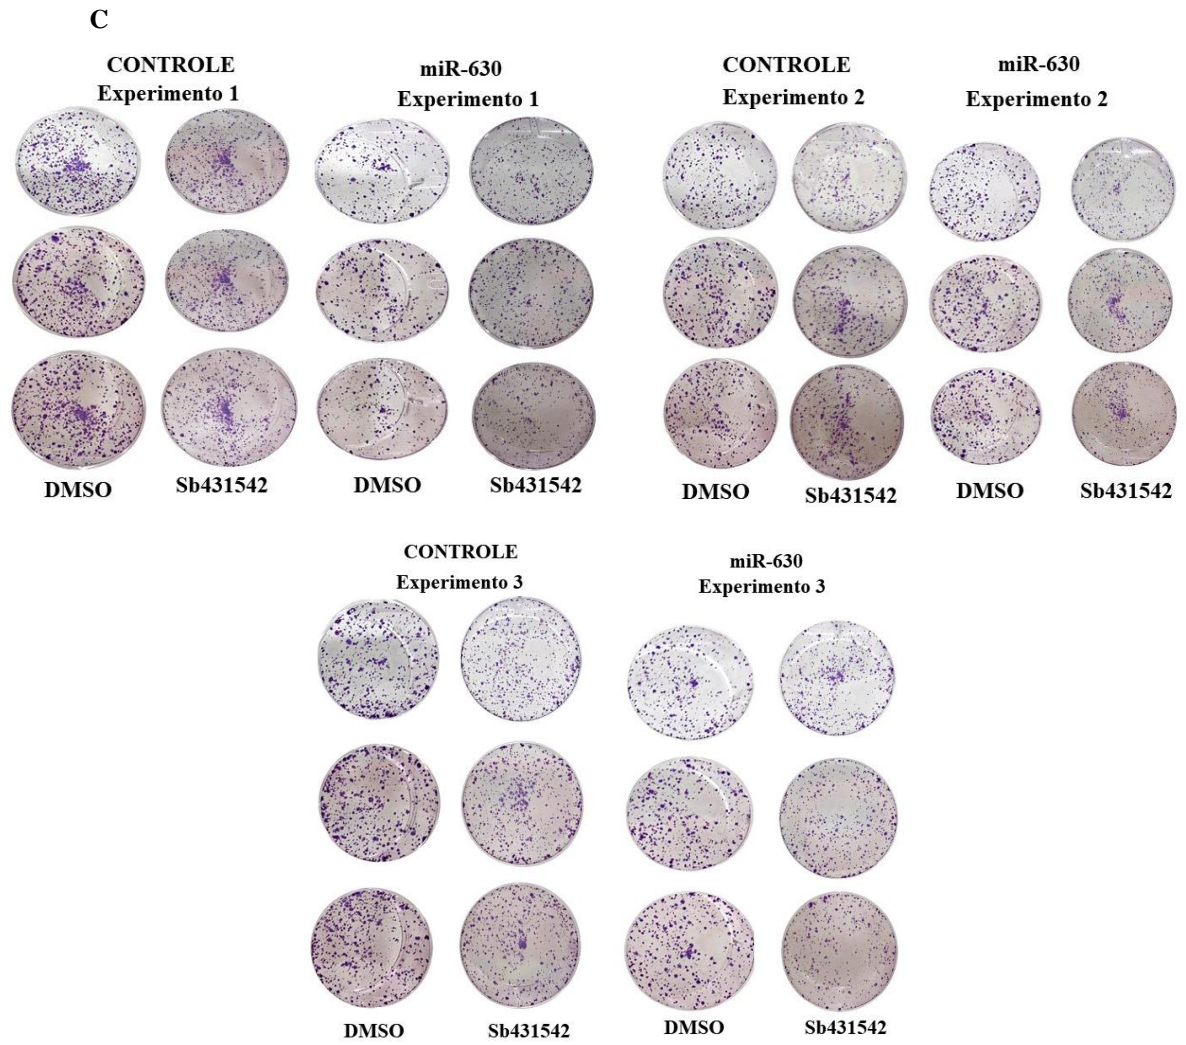 C
CONTROLE
Experimento 1
miR-630
Experimento 1
CONTROLE
Experimento 2
miR-630
Experimento 2
DMSO
Sb431542
DMSO
Sb431542
DMSO
Sb431542
DMSO
Sb431542
CONTROLE
Experimento 3
miR-630
Experimento 3
DMSO
Sb431542
DMSO
Sb431542